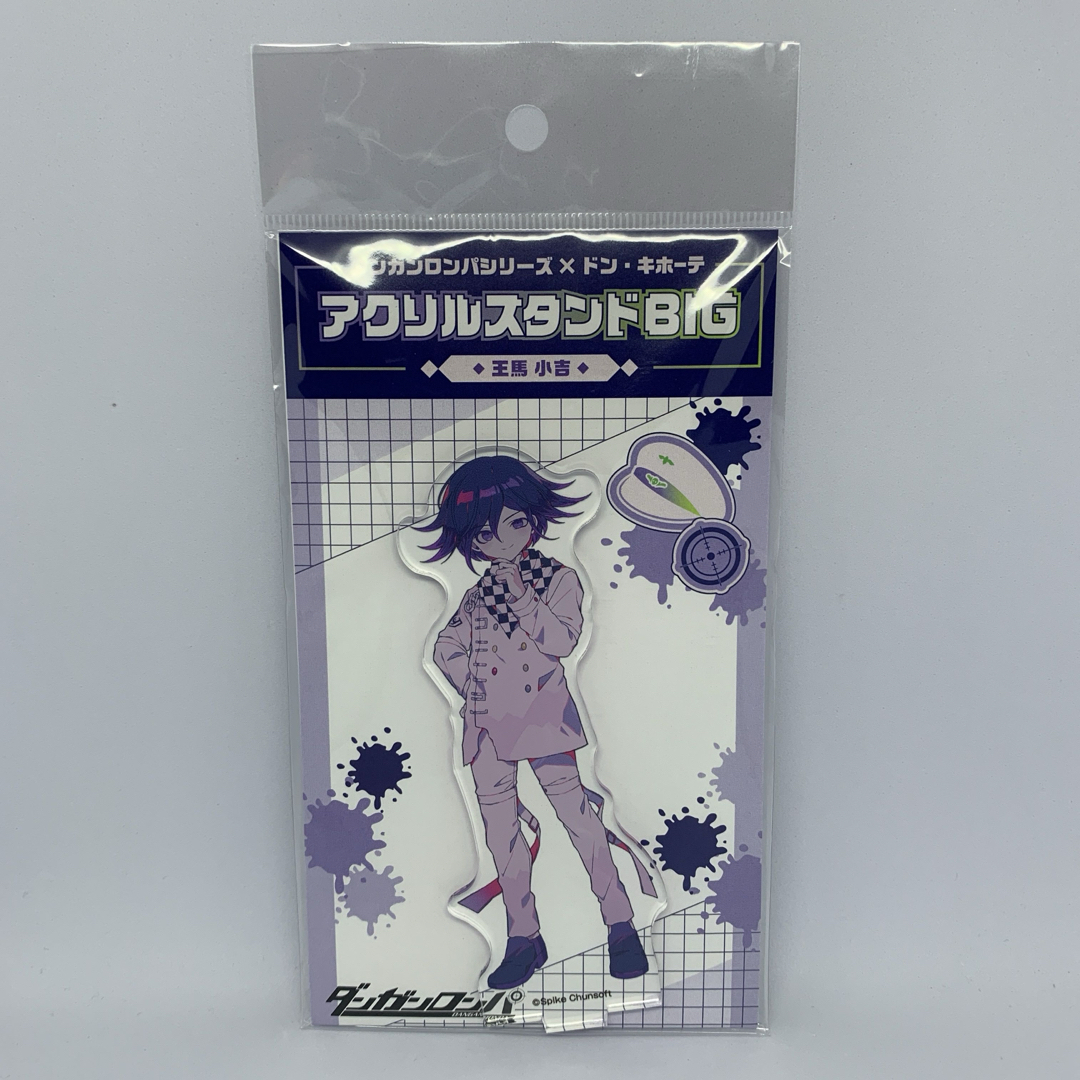 ンガンロンパシリーズ × ドン・キホーテ
アクリルスタンドBIG
王馬 小吉
ダンガンロンパ
©Spike Chunsoft